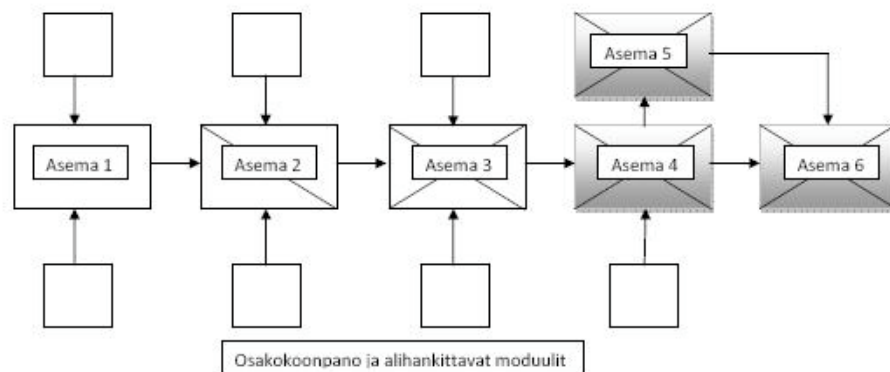 Asema 5
Asema 1
Asema 2
Asema 3
Asema 4
Asema 6
Osakokoonpano ja alihankittavat moduulit